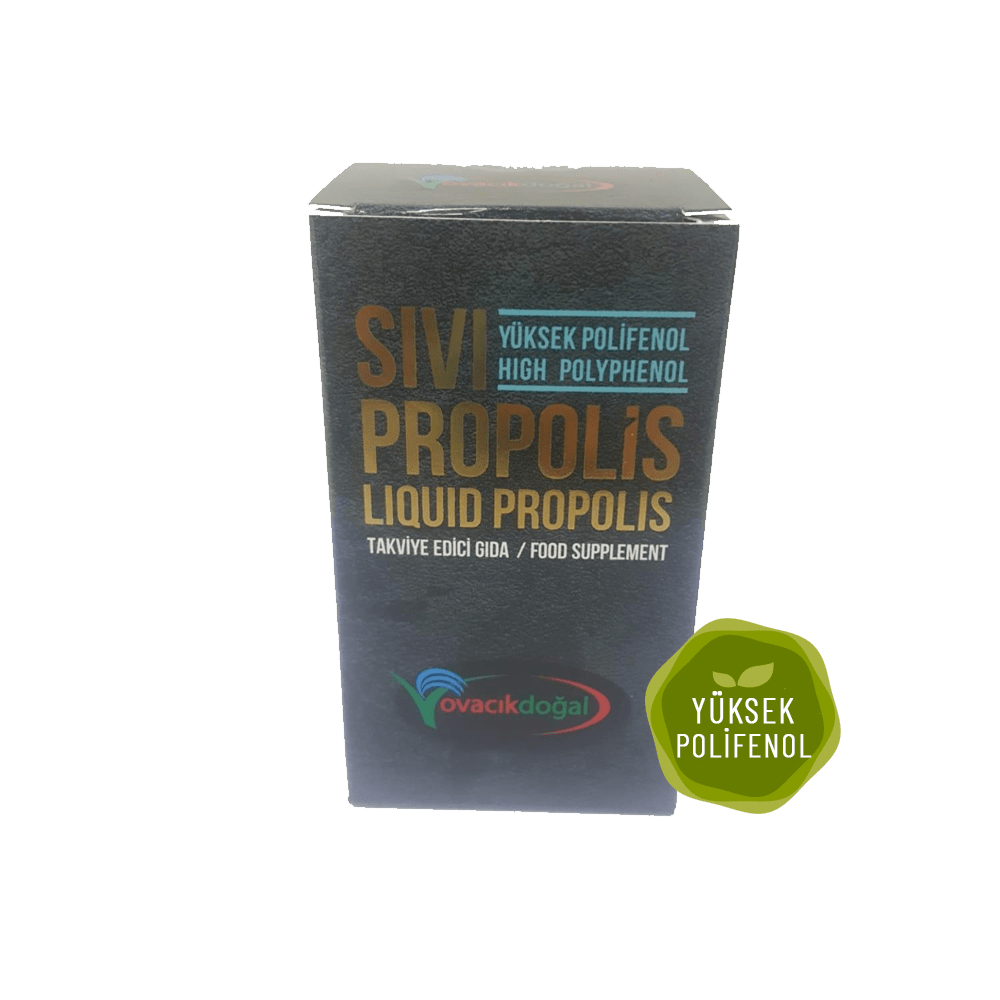 ovacıkdoğal
SIVI
YÜKSEK POLİFENOL
HIGH POLYPHENOL
PROPOLİS
LIQUID PROPOLIS
TAKVİYE EDİCİ GIDA / FOOD SUPPLEMENT
ovacıkdoğal
YÜKSEK
POLİFENOL